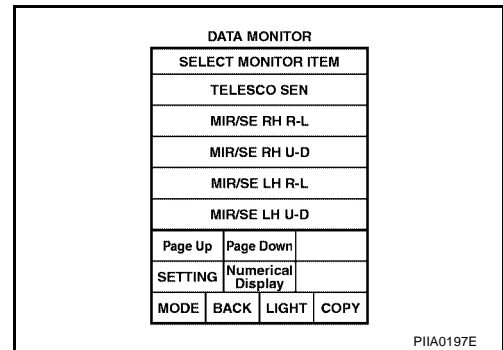 DATA MONITOR
SELECT MONITOR ITEM
TELESCO SEN
MIR/SE RH R-L
MIR/SE RH U-D
MIR/SE LH R-L
MIR/SE LH U-D
Page Up Page Down
SETTING Numerical
Display
MODE BACK LIGHT COPY
PIIA0197E